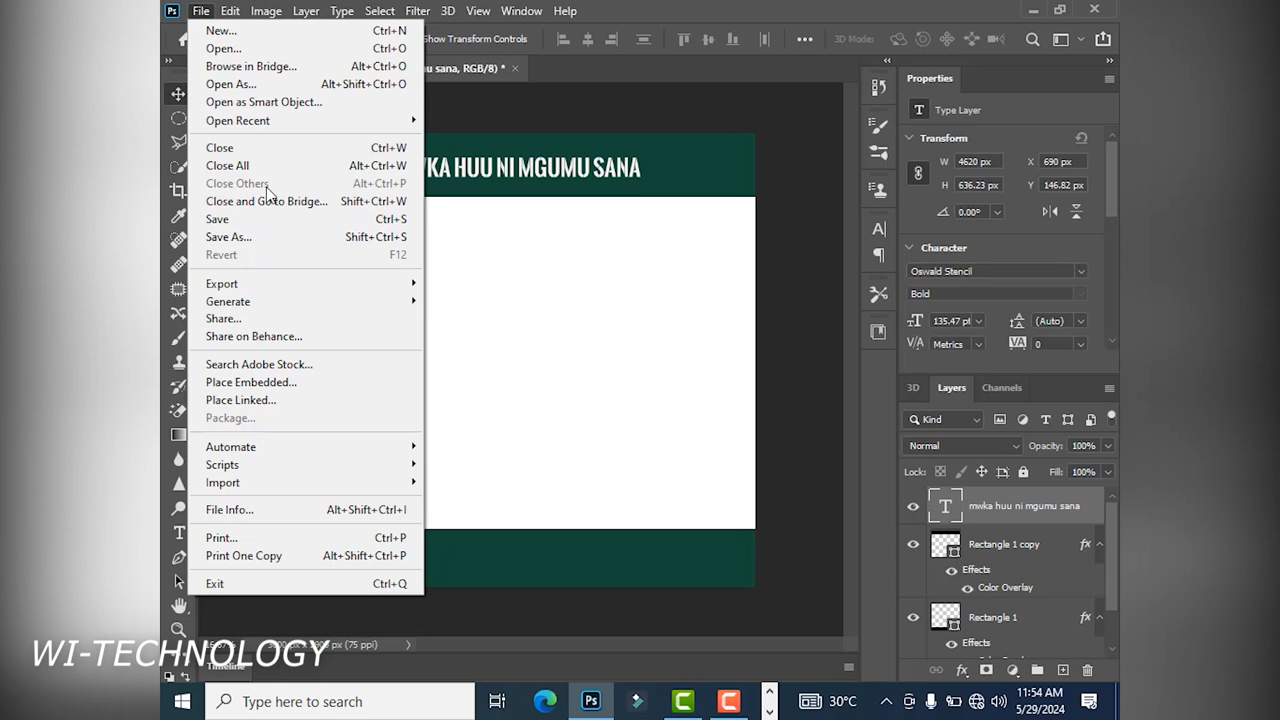 Ps File Edit Image Layer Type Select Filter 3D View Window Help
Show Transform Controls 3D Mode:
mu sana, RGB/8) * ×
New... Ctrl+N
Open... Ctrl+O
Browse in Bridge... Alt+Ctrl+O
Open As... Alt+Shift+Ctrl+O
Open as Smart Object...
Open Recent
Close Ctrl+W
Close All Alt+Ctrl+W
Close Others Alt+Ctrl+P
Close and Go to Bridge... Shift+Ctrl+W
Save Ctrl+S
Save As... Shift+Ctrl+S
Revert F12
Export
Generate
Share...
Share on Behance...
Search Adobe Stock...
Place Embedded...
Place Linked...
Package...
Automate
Scripts
Import
File Info... Alt+Shift+Ctrl+I
Print... Ctrl+P
Print One Copy Alt+Shift+Ctrl+P
Exit Ctrl+Q
KA HUU NI MGUMU SANA
Properties
T Type Layer
Transform
W 4620 px X 690 px
H 636.23 px Y 146.82 px
0.00°
Character
Oswald Stencil
Bold
135.47 pt (Auto)
Metrics 0
3D Layers Channels
Kind
Normal Opacity: 100%
Lock: Fill: 100%
T mwka huu ni mgumu sana
Rectangle 1 copy fx
Effects
Color Overlay
Rectangle 1 fx
Effects
px (75 ppi)
Timeline
WI-TECHNOLOGY
Type here to search
Ps
30°C
11:54 AM
5/29/2024